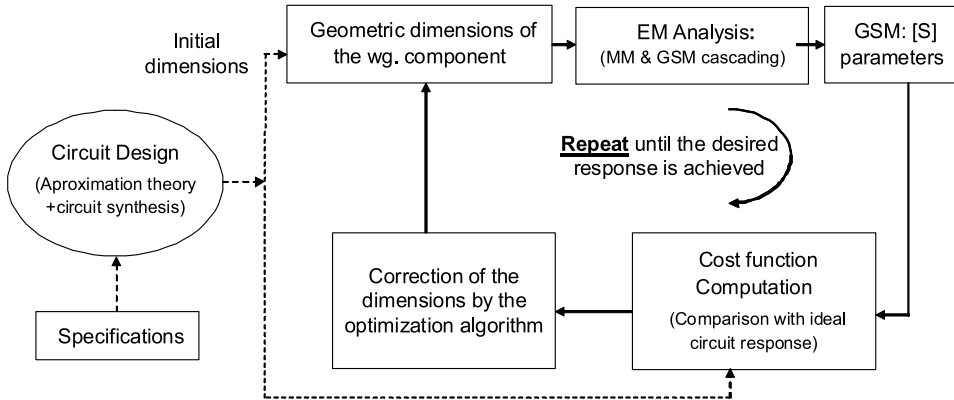 Initial
dimensions
Geometric dimensions
of the wg. component
EM Analysis:
(MM & GSM cascading)
GSM: [S]
parameters
Circuit Design
(Aproximation theory
+circuit synthesis)
Repeat until the desired
response is achieved
Specifications
Correction of the
dimensions by the
optimization algorithm
Cost function
Computation
(Comparison with ideal
circuit response)